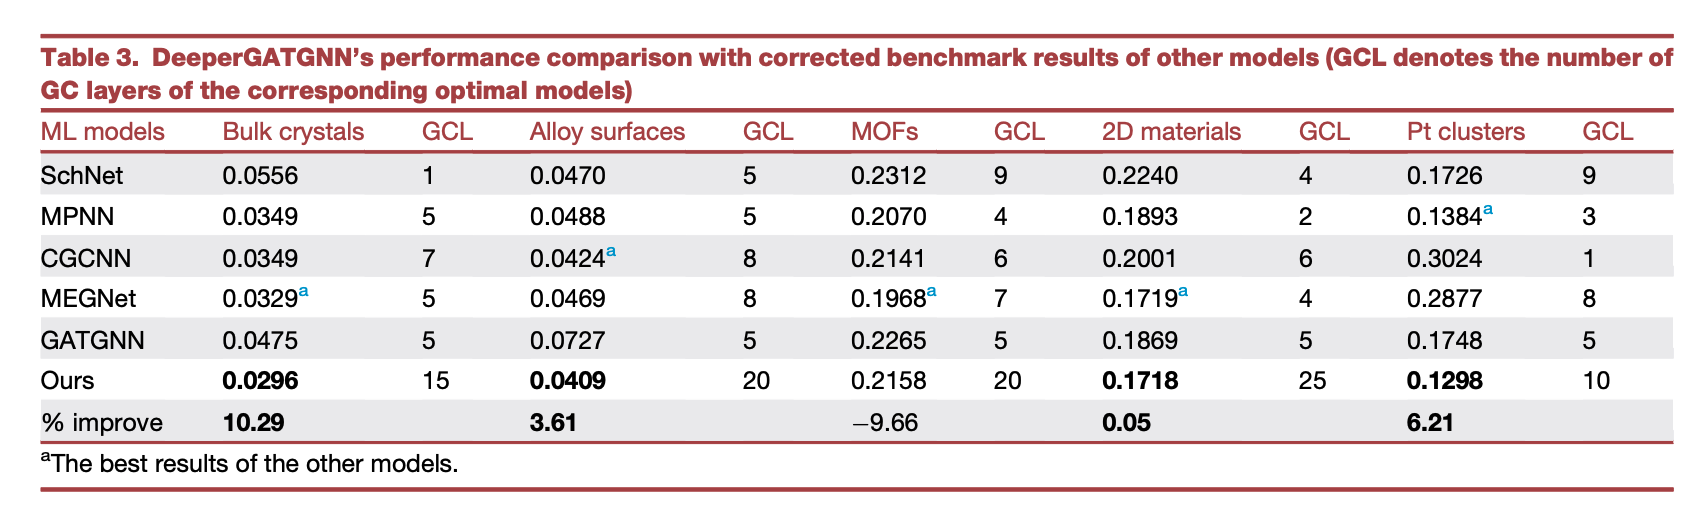 Table 3. DeeperGATGNN’s performance comparison with corrected benchmark results of other models (GCL denotes the number of
GC layers of the corresponding optimal models)
ML models Bulk crystals GCL Alloy surfaces GCL MOFs GCL 2D materials GCL Pt clusters GCL
SchNet 0.0556 1 0.0470 5 0.2312 9 0.2240 4 0.1726 9
MPNN 0.0349 5 0.0488 5 0.2070 4 0.1893 2 0.1384ᵃ 3
CGCNN 0.0349 7 0.0424ᵃ 8 0.2141 6 0.2001 6 0.3024 1
MEGNet 0.0329ᵃ 5 0.0469 8 0.1968ᵃ 7 0.1719ᵃ 4 0.2877 8
GATGNN 0.0475 5 0.0727 5 0.2265 5 0.1869 5 0.1748 5
Ours 0.0296 15 0.0409 20 0.2158 20 0.1718 25 0.1298 10
% improve 10.29 3.61 −9.66 0.05 6.21
ᵃThe best results of the other models.